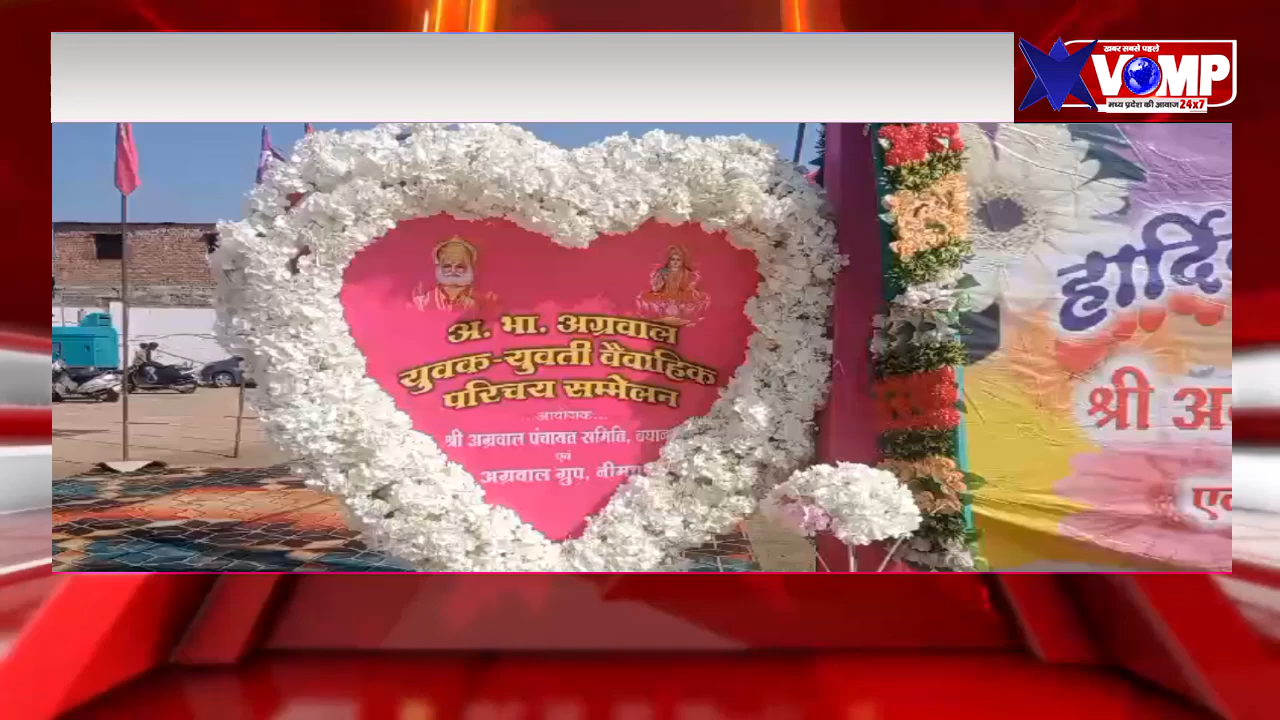 खबर सबसे पहले
VOMP
मध्य प्रदेश की आवाज 24x7
अ. भा. अग्रवाल
युवक-युवती वैवाहिक
परिचय सम्मेलन
...आयोजक...
श्री अग्रवाल पंचायत समिति,
एवं
अग्रवाल ग्रुप,
श्री